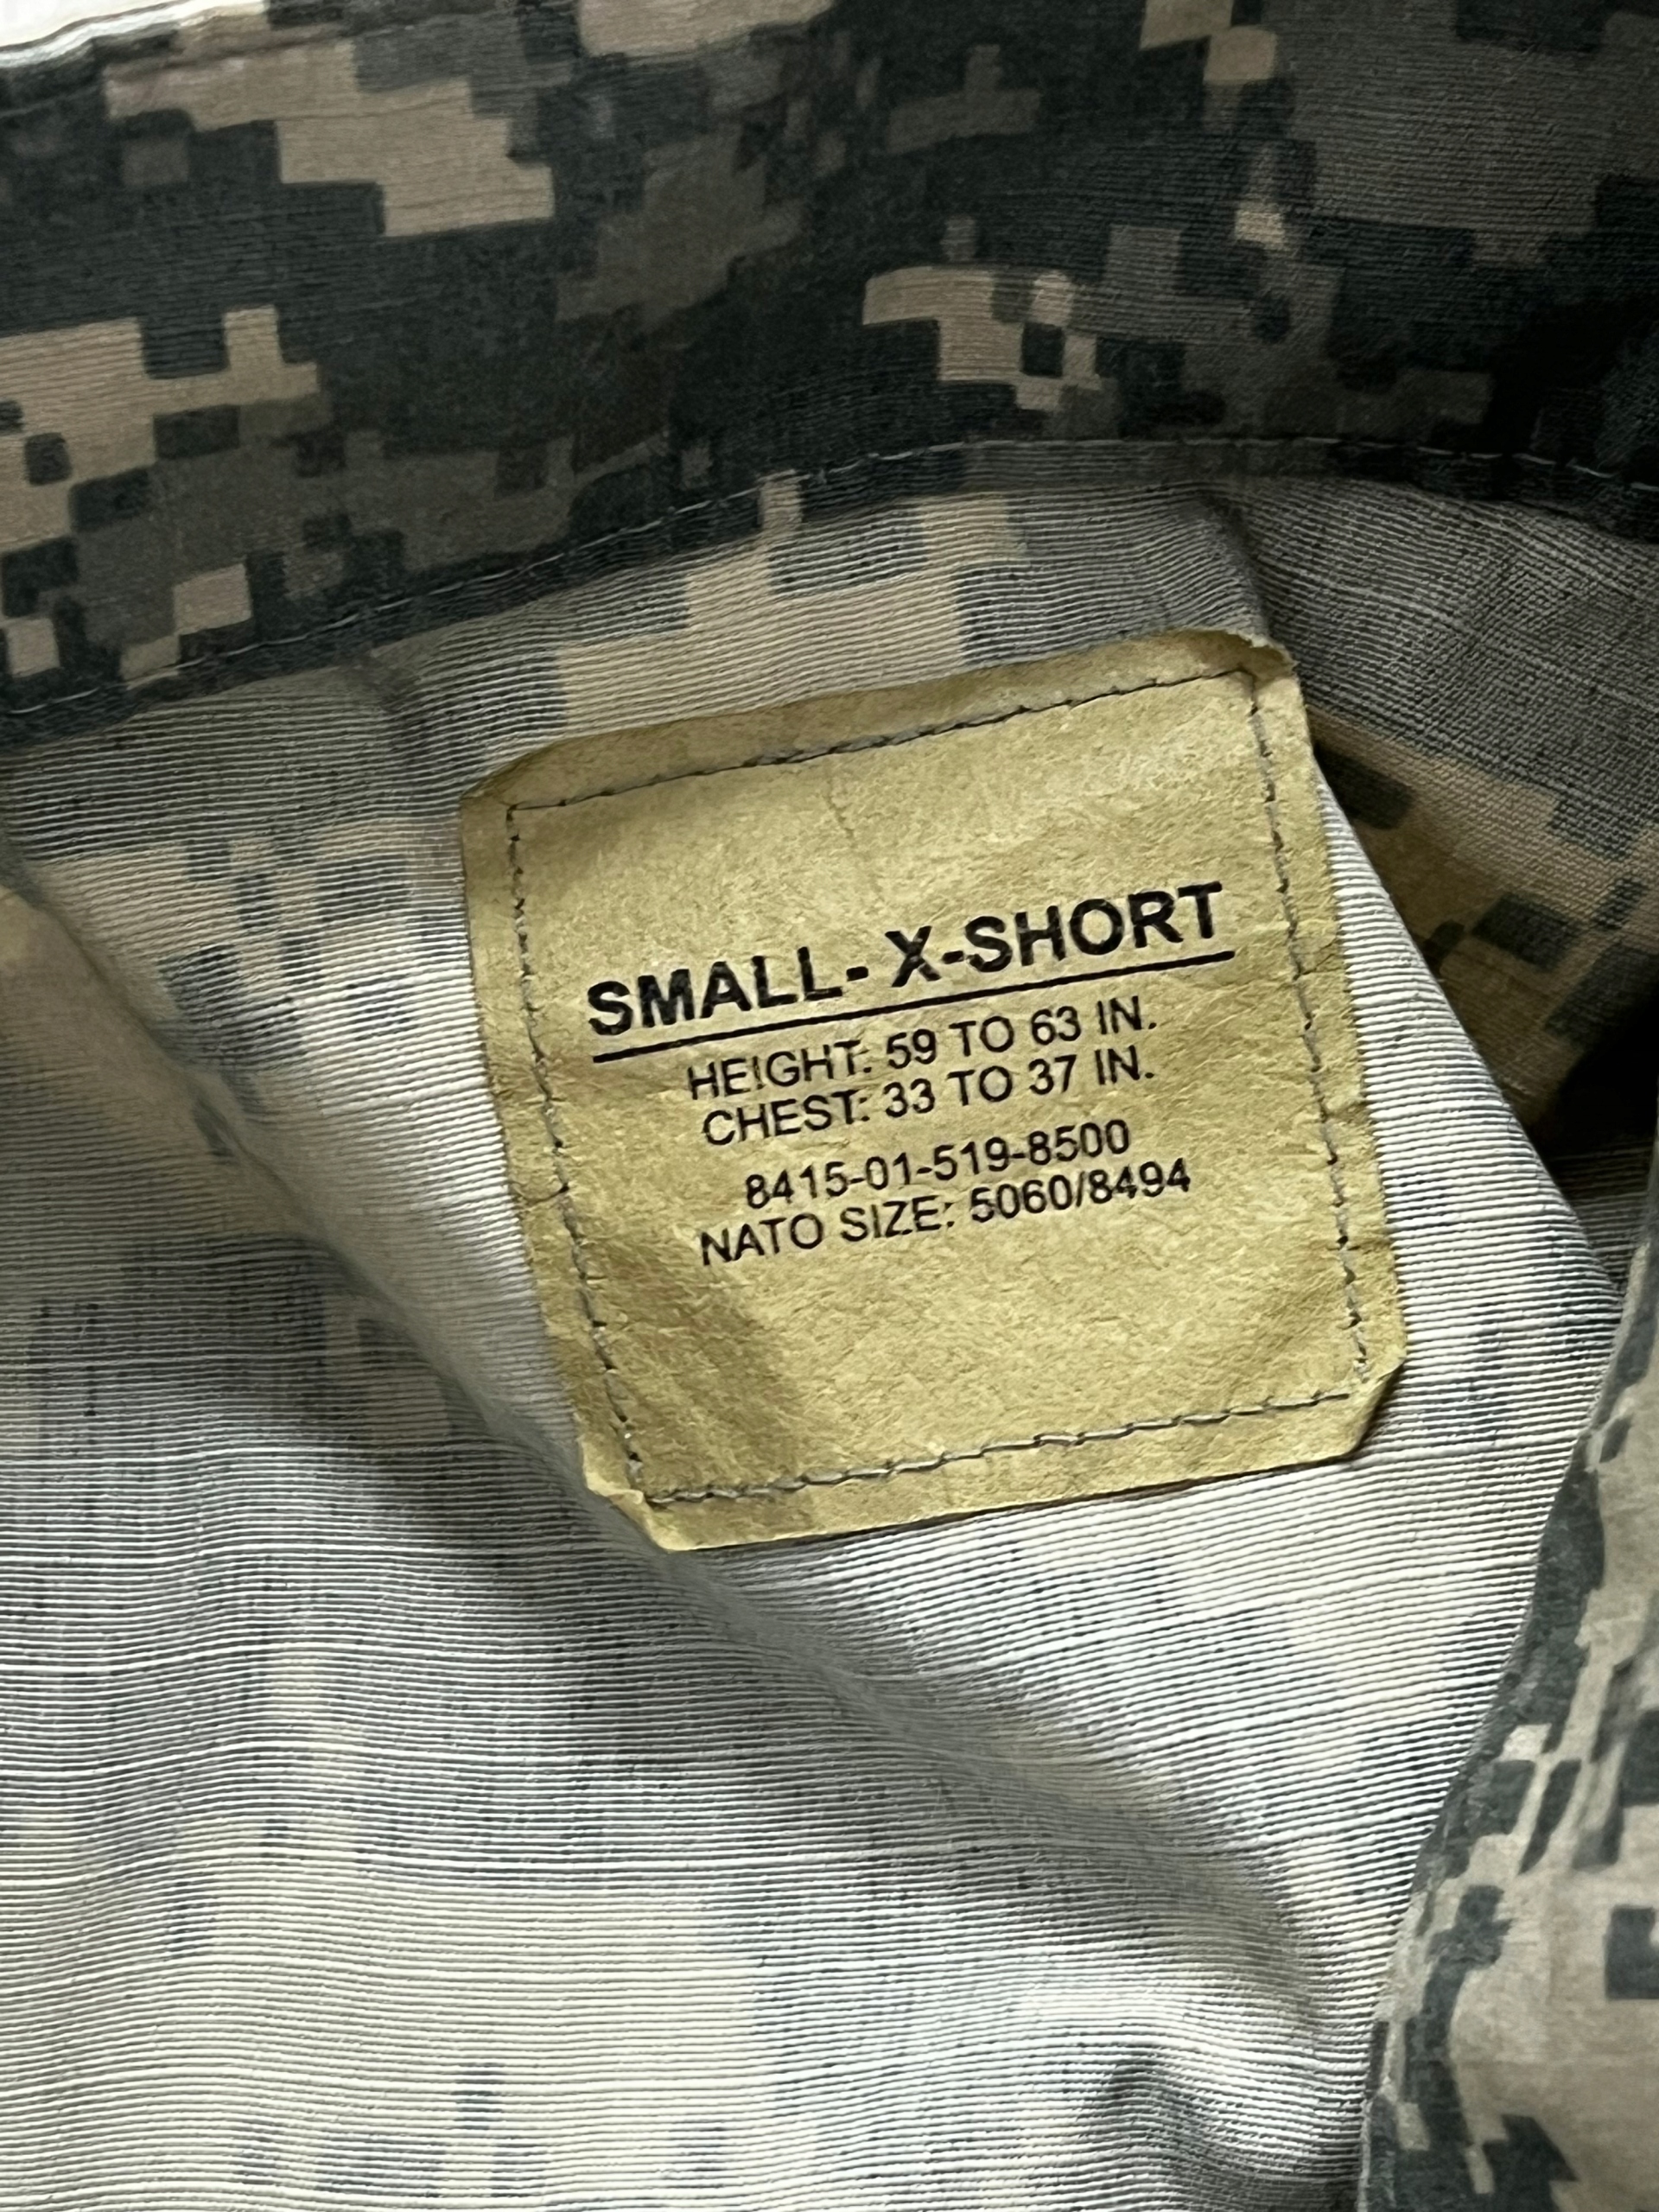 SMALL- X-SHORT
HEIGHT: 59 TO 63 IN.
CHEST: 33 TO 37 IN.
8415-01-519-8500
NATO SIZE: 5060/8494